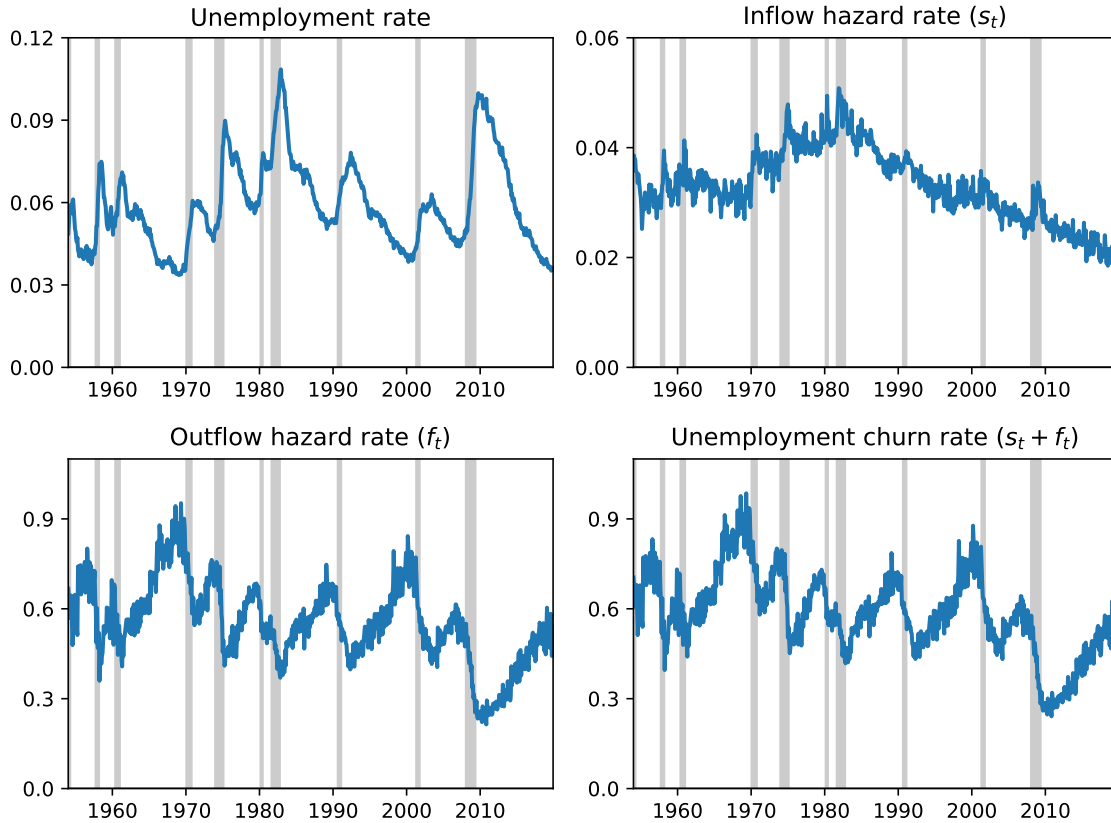 Unemployment rate
0.12
0.09
0.06
0.03
0.00
1960 1970 1980 1990 2000 2010
Inflow hazard rate (s_t)
0.06
0.04
0.02
0.00
1960 1970 1980 1990 2000 2010
Outflow hazard rate (f_t)
0.9
0.6
0.3
0.0
1960 1970 1980 1990 2000 2010
Unemployment churn rate (s_t + f_t)
0.9
0.6
0.3
0.0
1960 1970 1980 1990 2000 2010